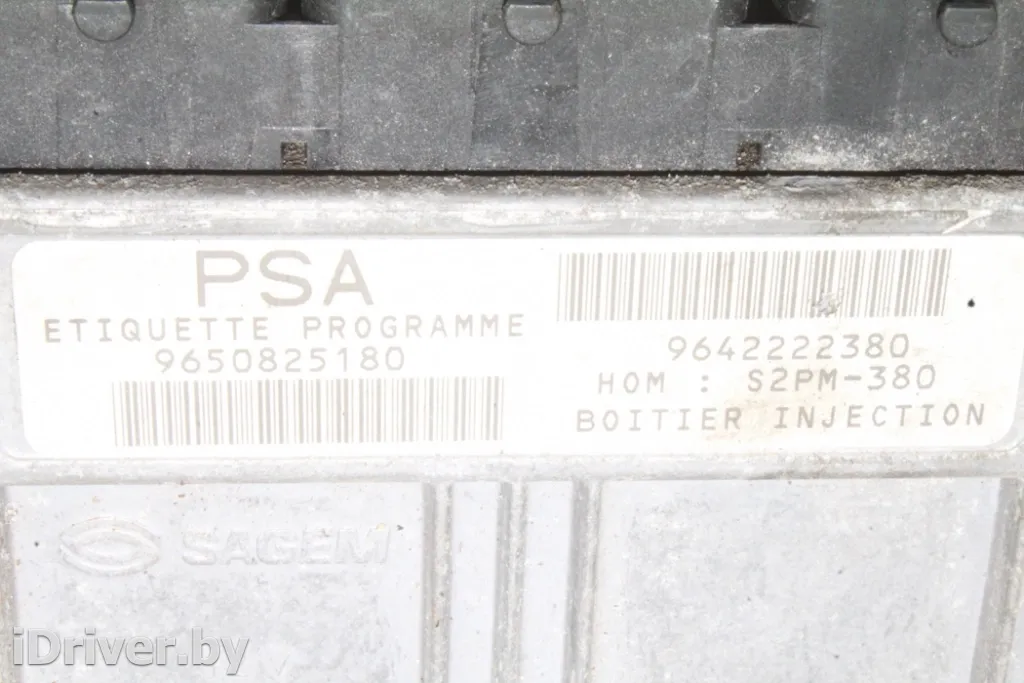 PSA
ETIQUETTE PROGRAMME
9650825180
9642222380
HOM : S2PM-380
BOITIER INJECTION
SAGEM
iDriver.by